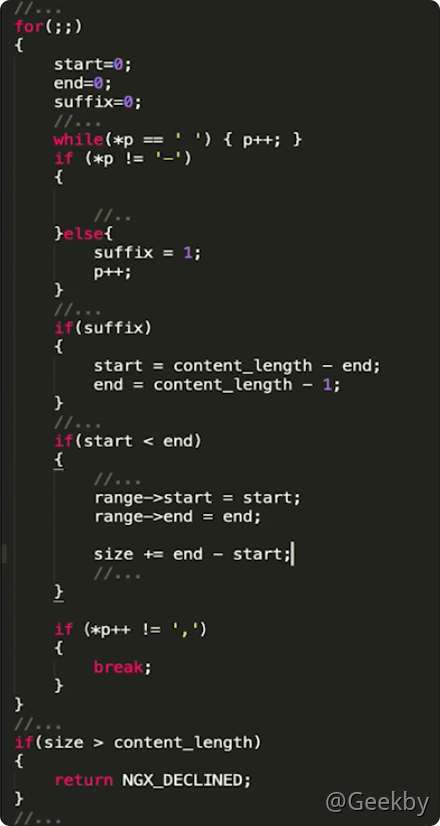 //...
for(;;)
{
    start=0;
    end=0;
    suffix=0;
    //...
    while(*p == ' ') { p++; }
    if (*p != '-')
    {
        //..
    }else{
        suffix = 1;
        p++;
    }
    //...
    if(suffix)
    {
        start = content_length - end;
        end = content_length - 1;
    }
    //...
    if(start < end)
    {
        //...
        range->start = start;
        range->end = end;
        size += end - start;
        //...
    }
    if (*p++ != ',')
    {
        break;
    }
}
//...
if(size > content_length)
{
    return NGX_DECLINED;
}
//...
@Geekby